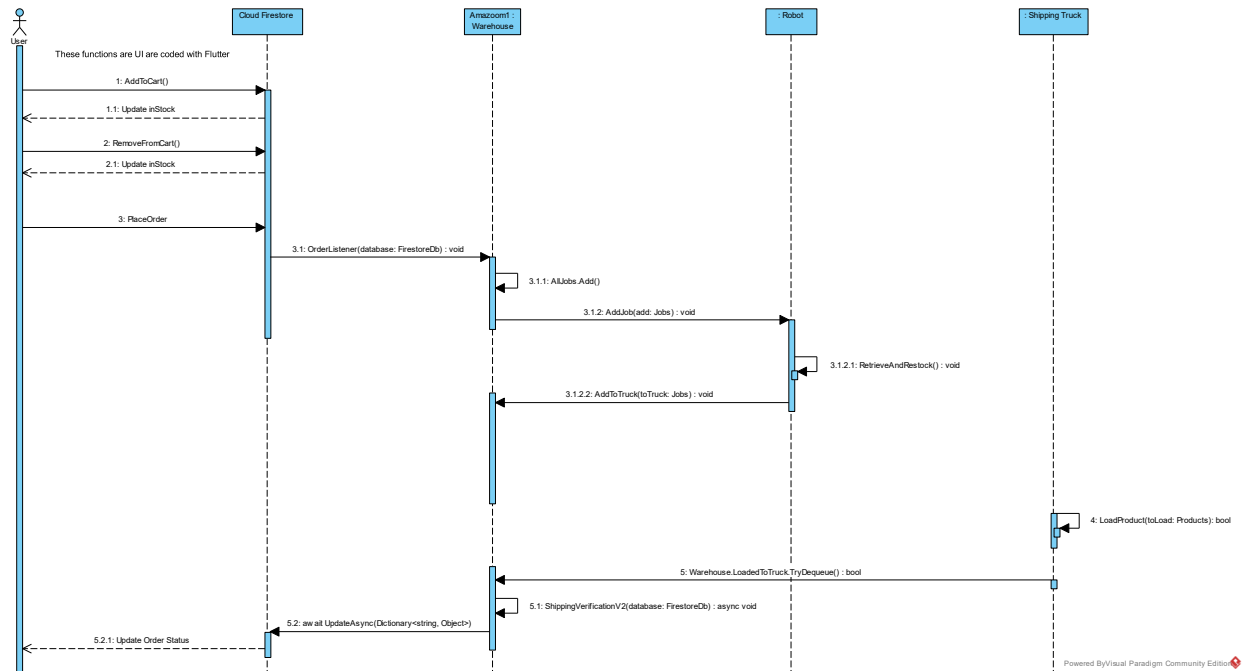 Cloud Firestore
Amazoom1 :
Warehouse
: Robot
: Shipping Truck
User
These functions are UI are coded with Flutter
1: AddToCart()
1.1: Update inStock
2: RemoveFromCart()
2.1: Update inStock
3: PlaceOrder
3.1: OrderListener(database: FirestoreDb) : void
3.1.1: AllJobs.Add()
3.1.2: AddJob(add: Jobs) : void
3.1.2.1: RetrieveAndRestock() : void
3.1.2.2: AddToTruck(toTruck: Jobs) : void
4: LoadProduct(toLoad: Products): bool
5: Warehouse.LoadedToTruck.TryDequeue() : bool
5.1: ShippingVerificationV2(database: FirestoreDb) : async void
5.2: await UpdateAsync(Dictionary<string, Object>)
5.2.1: Update Order Status
Powered ByVisual Paradigm Community Edition